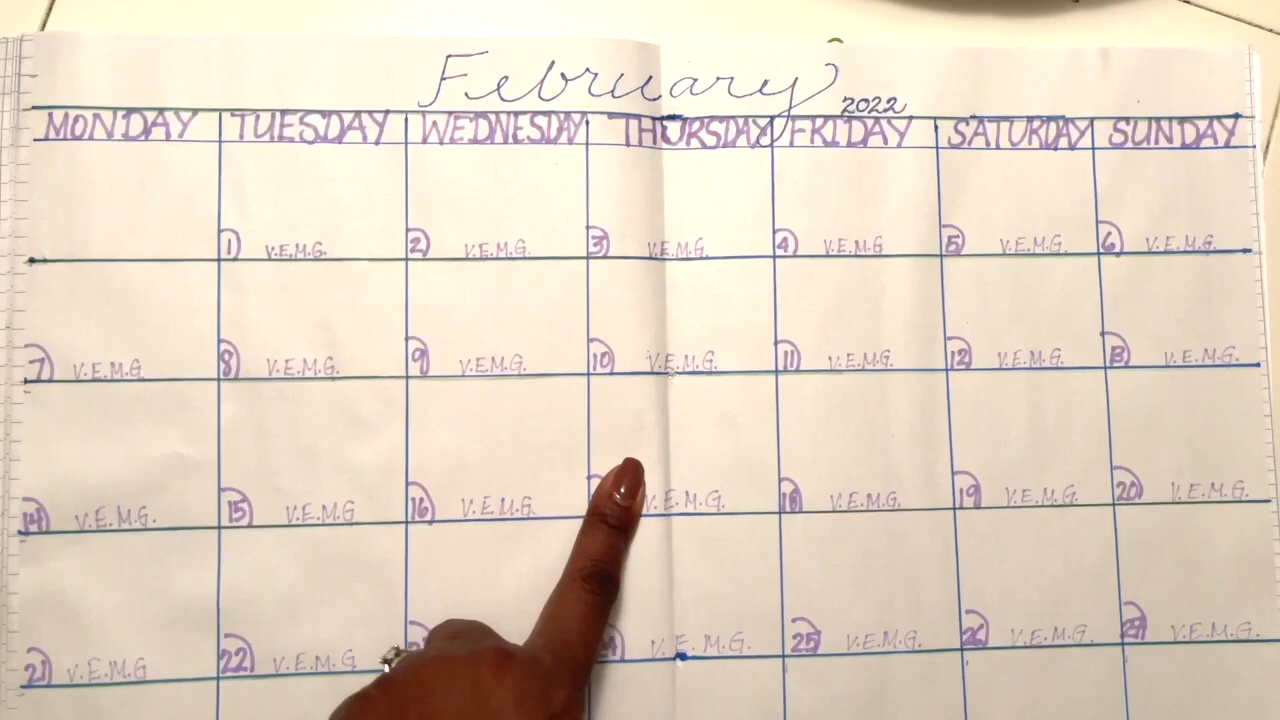 February
2022
MONDAY TUESDAY WEDNESDAY THURSDAY FRIDAY SATURDAY SUNDAY
1 V.E.M.G. 2 V.E.M.G. 3 V.E.M.G. 4 V.E.M.G 5 V.E.M.G. 6 V.E.M.G.
7 V.E.M.G 8 V.E.M.G. 9 V.E.M.G. 10 V.E.M.G. 11 V.E.M.G. 12 V.E.M.G. 13 V.E.M.G.
14 V.E.M.G. 15 V.E.M.G 16 V.E.M.G. V.E.M.G. 18 V.E.M.G. 19 V.E.M.G. 20 V.E.M.G.
21 V.E.M.G 22 V.E.M.G V.E.M.G. 25 V.E.M.G. 26 V.E.M.G. 27 V.E.M.G.